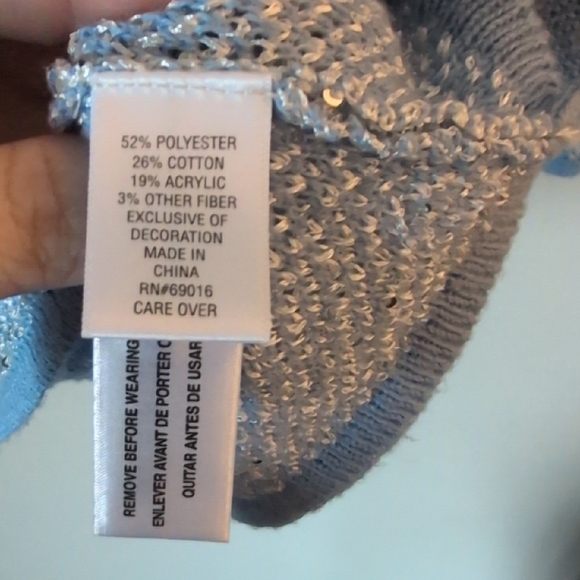 52% POLYESTER
26% COTTON
19% ACRYLIC
3% OTHER FIBER
EXCLUSIVE OF
DECORATION
MADE IN
CHINA
RN#69016
CARE OVER
REMOVE BEFORE WEARING
ENLEVER AVANT DE PORTER
QUITAR ANTES DE USAR